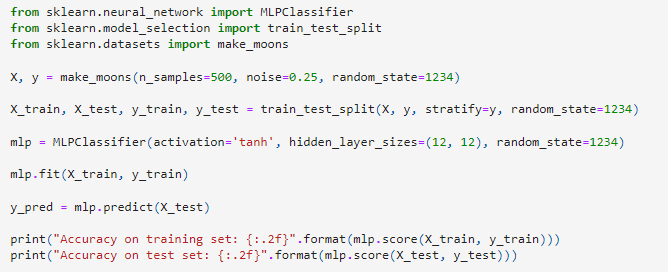 from sklearn.neural_network import MLPClassifier
from sklearn.model_selection import train_test_split
from sklearn.datasets import make_moons
X, y = make_moons(n_samples=500, noise=0.25, random_state=1234)
X_train, X_test, y_train, y_test = train_test_split(X, y, stratify=y, random_state=1234)
mlp = MLPClassifier(activation='tanh', hidden_layer_sizes=(12, 12), random_state=1234)
mlp.fit(X_train, y_train)
y_pred = mlp.predict(X_test)
print("Accuracy on training set: {:.2f}".format(mlp.score(X_train, y_train)))
print("Accuracy on test set: {:.2f}".format(mlp.score(X_test, y_test)))